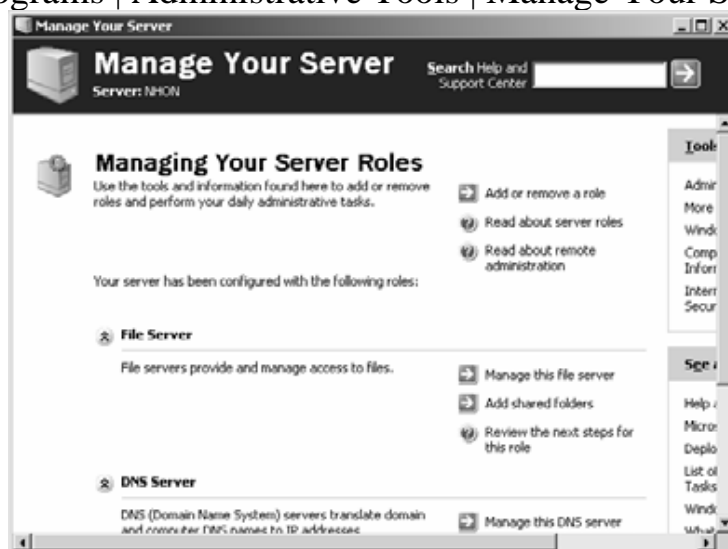 Programs | Administrative Tools | Manage Your S
Manage Your Server
Manage Your Server
Server: NHON
Search Help and
Support Center
Managing Your Server Roles
Use the tools and information found here to add or remove
roles and perform your daily administrative tasks.
Add or remove a role
Read about server roles
Read about remote
administration
Your server has been configured with the following roles:
File Server
File servers provide and manage access to files.
Manage this file server
Add shared folders
Review the next steps for
this role
DNS Server
DNS (Domain Name System) servers translate domain
and computer DNS names to IP addresses.
Manage this DNS server
Tools
Admir
More
Windo
Comp
Inforr
Interr
Secur
See
Help
Micros
Deplo
List of
Tasks
Windo